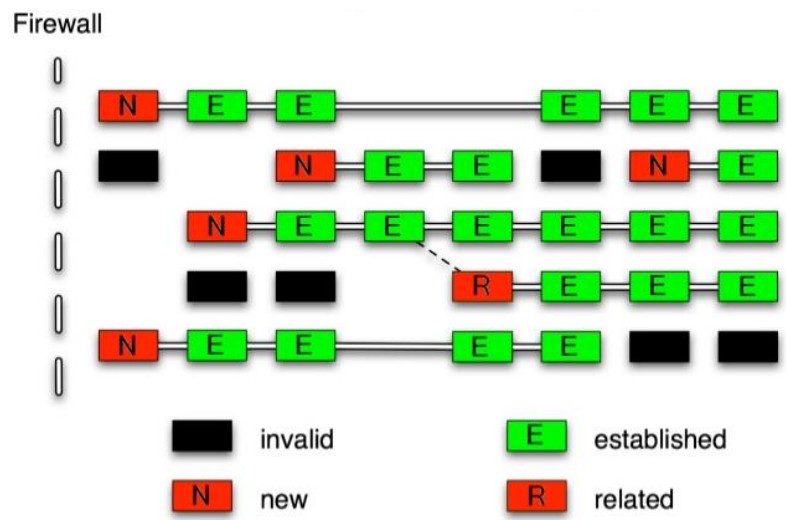 Firewall
N E E E E E
N E E N E
N E E E E E E
R E E E
N E E E E
invalid E established
N new R related